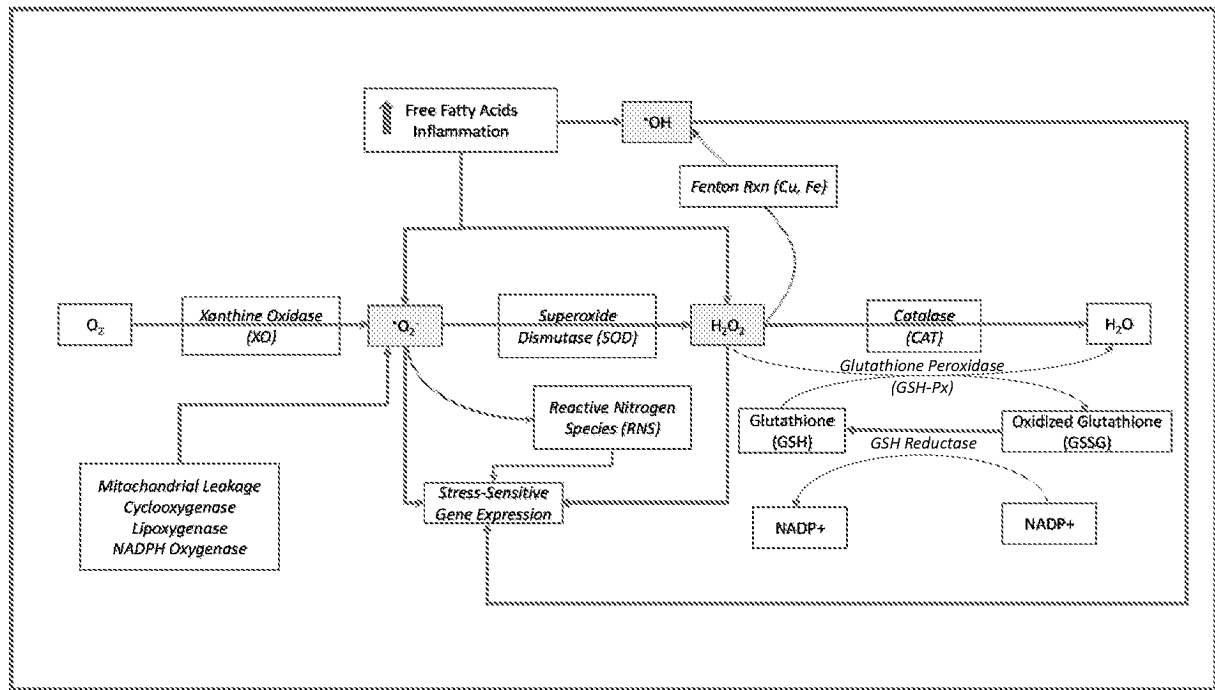 Free Fatty Acids
Inflammation
•OH
Fenton Rxn (Cu, Fe)
O₂
Xanthine Oxidase
(XO)
•O₂
Superoxide
Dismutase (SOD)
H₂O₂
Catalase
(CAT)
H₂O
Glutathione Peroxidase
(GSH-Px)
Reactive Nitrogen
Species (RNS)
Glutathione
(GSH)
Oxidized Glutathione
(GSSG)
GSH Reductase
Mitachandrial Leakage
Cyclooxygenase
Lipoxygenase
NADPH Oxygenase
Stress-Sensitive
Gene Expression
NADP+
NADP+